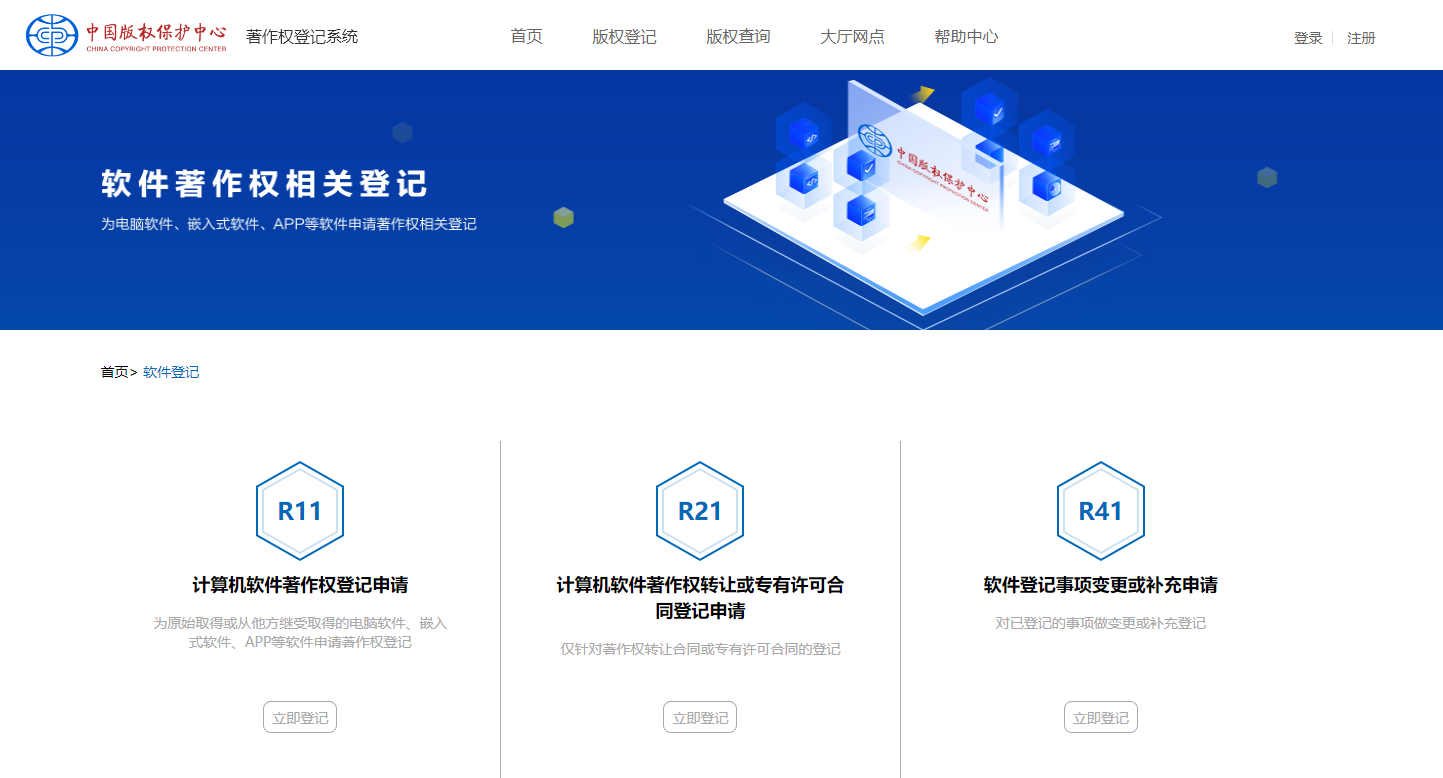 中国版权保护中心
CHINA COPYRIGHT PROTECTION CENTER
著作权登记系统
首页
版权登记
版权查询
大厅网点
帮助中心
登录
注册
软件著作权相关登记
为电脑软件、嵌入式软件、APP等软件申请著作权相关登记
中国版权保护中心
CHINA COPYRIGHT PROTECTION CENTER
首页> 软件登记
R11
计算机软件著作权登记申请
为原始取得或从他方继受取得的电脑软件、嵌入
式软件、APP等软件申请著作权登记
立即登记
R21
计算机软件著作权转让或专有许可合
同登记申请
仅针对著作权转让合同或专有许可合同的登记
立即登记
R41
软件登记事项变更或补充申请
对已登记的事项做变更或补充登记
立即登记